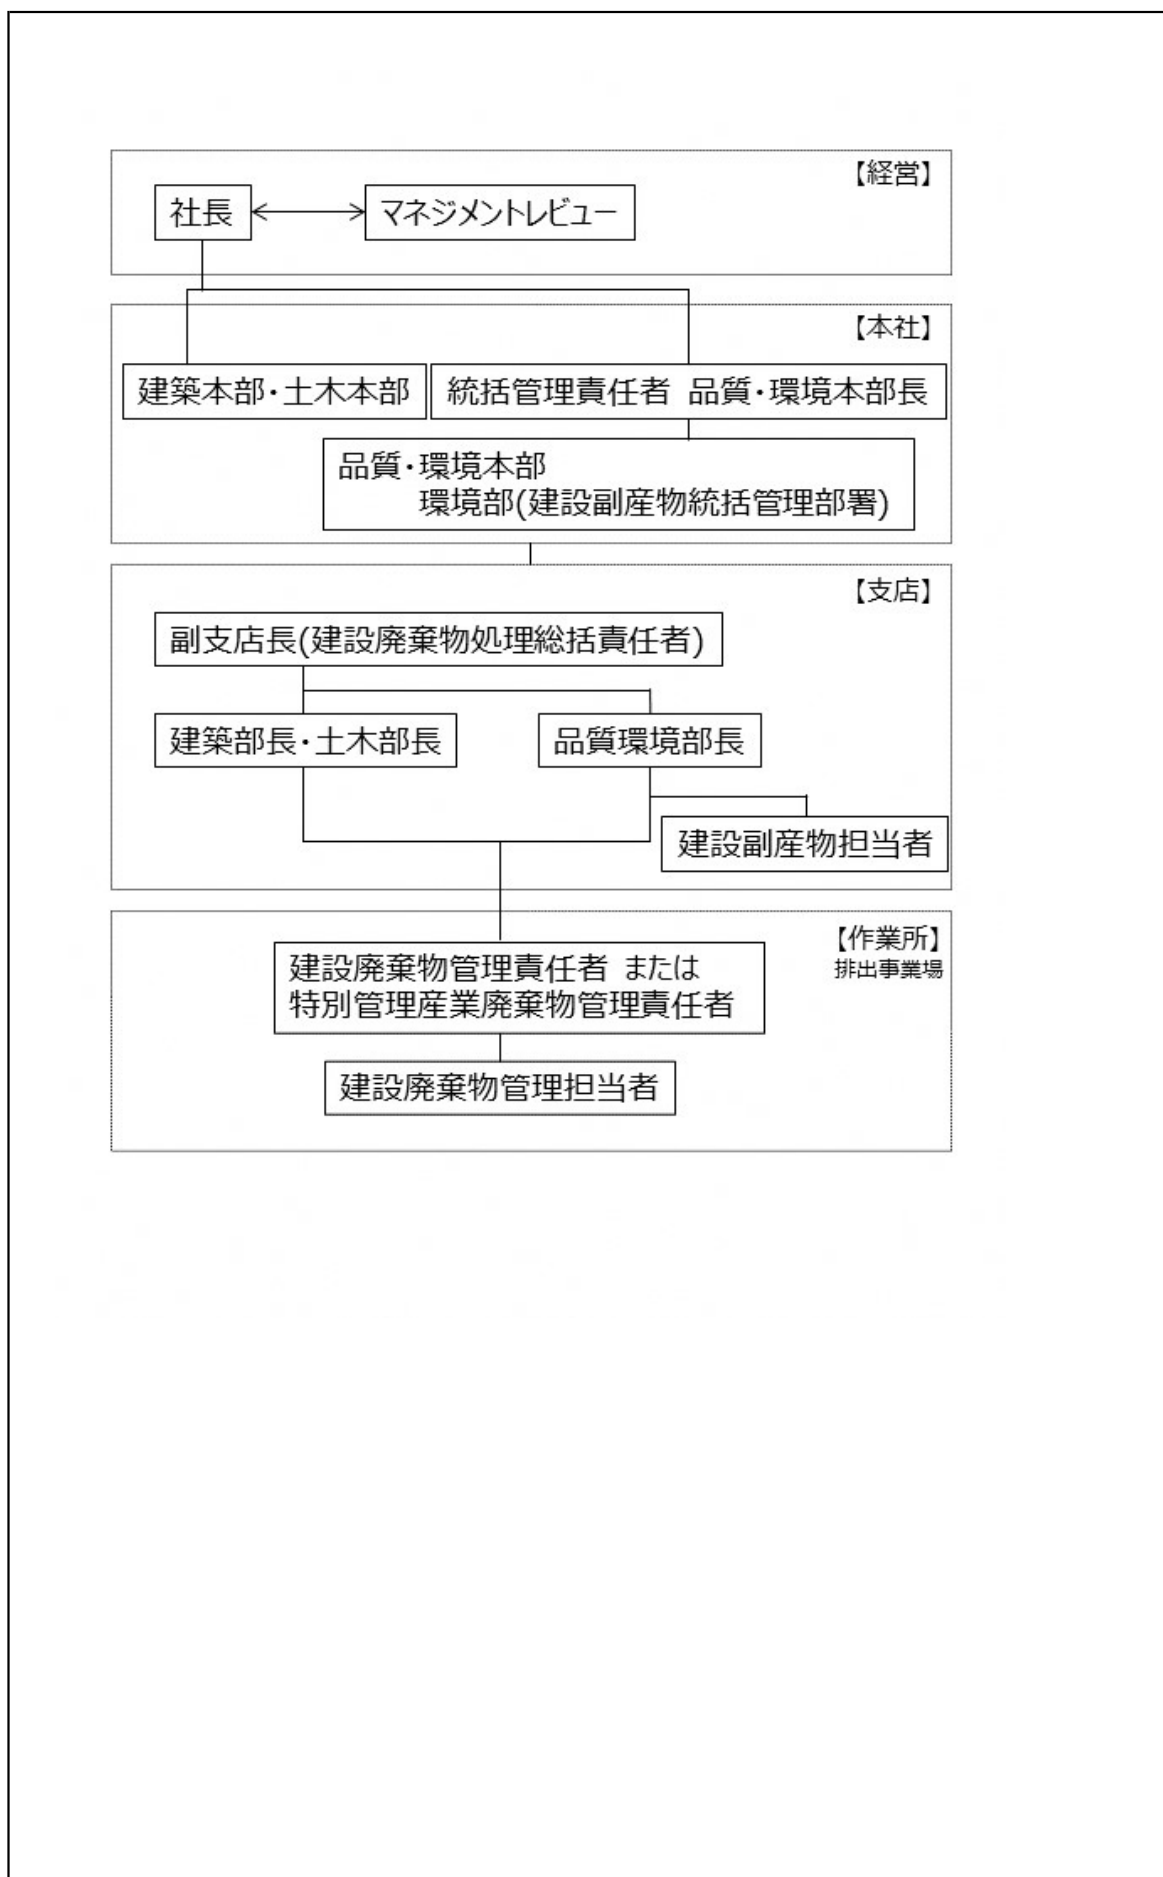 【経営】
社長
マネジメントレビュー
【本社】
建築本部・土木本部
統括管理責任者 品質・環境本部長
品質・環境本部
環境部(建設副産物統括管理部署)
【支店】
副支店長(建設廃棄物処理総括責任者)
建築部長・土木部長
品質環境部長
建設副産物担当者
【作業所】
排出事業場
建設廃棄物管理責任者 または
特別管理産業廃棄物管理責任者
建設廃棄物管理担当者